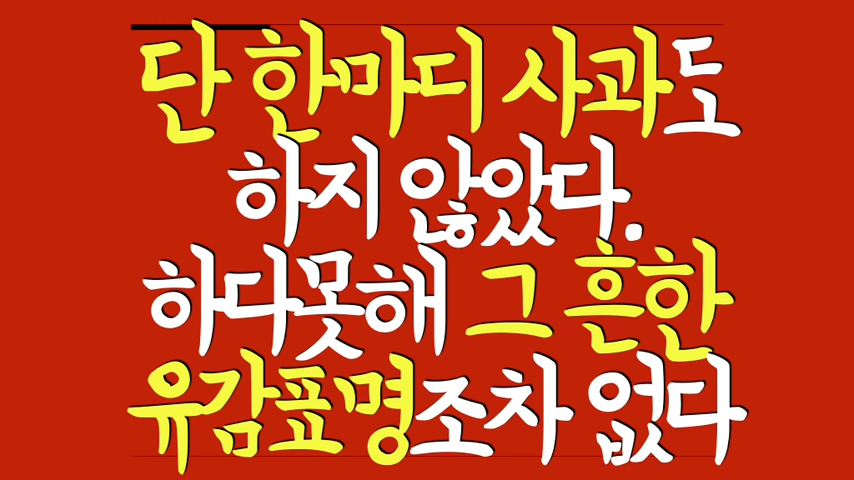 단 한마디 사과도
하지 않았다.
하다못해 그 흔한
유감표명조차 없다